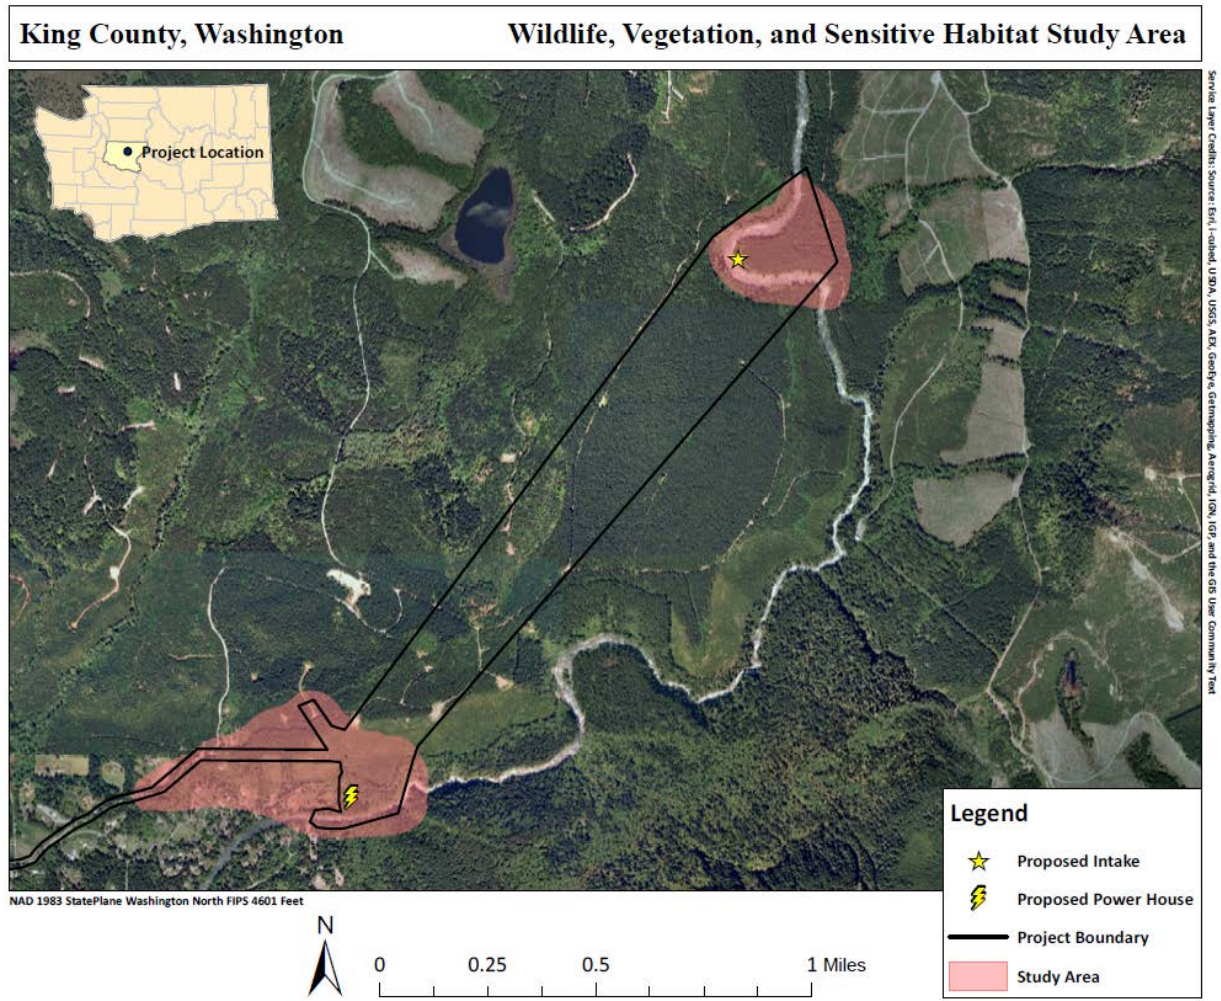 King County, Washington
Wildlife, Vegetation, and Sensitive Habitat Study Area
Project Location
Service Layer Credits: Source: Esri, i-cubed, USDA, USGS, AEX, GeoEye, Getmapping, Aerogrid, IGN, IGP, and the GIS User Community Text
Legend
Proposed Intake
Proposed Power House
Project Boundary
Study Area
NAD 1983 StatePlane Washington North FIPS 4601 Feet
N
0 0.25 0.5 1 Miles